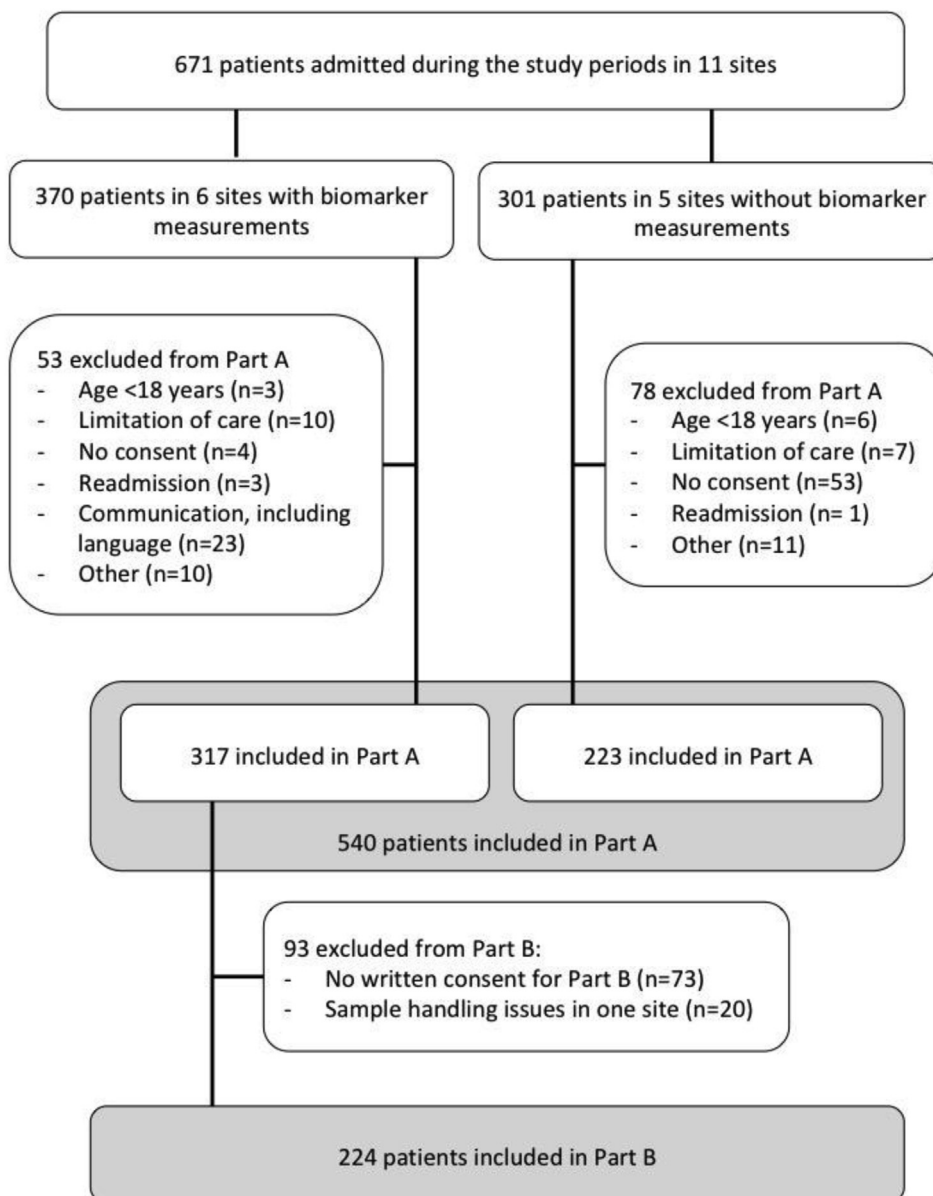 671 patients admitted during the study periods in 11 sites
370 patients in 6 sites with biomarker
measurements
301 patients in 5 sites without biomarker
measurements
53 excluded from Part A
- Age <18 years (n=3)
- Limitation of care (n=10)
- No consent (n=4)
- Readmission (n=3)
- Communication, including
language (n=23)
- Other (n=10)
78 excluded from Part A
- Age <18 years (n=6)
- Limitation of care (n=7)
- No consent (n=53)
- Readmission (n= 1)
- Other (n=11)
317 included in Part A
223 included in Part A
540 patients included in Part A
93 excluded from Part B:
- No written consent for Part B (n=73)
- Sample handling issues in one site (n=20)
224 patients included in Part B